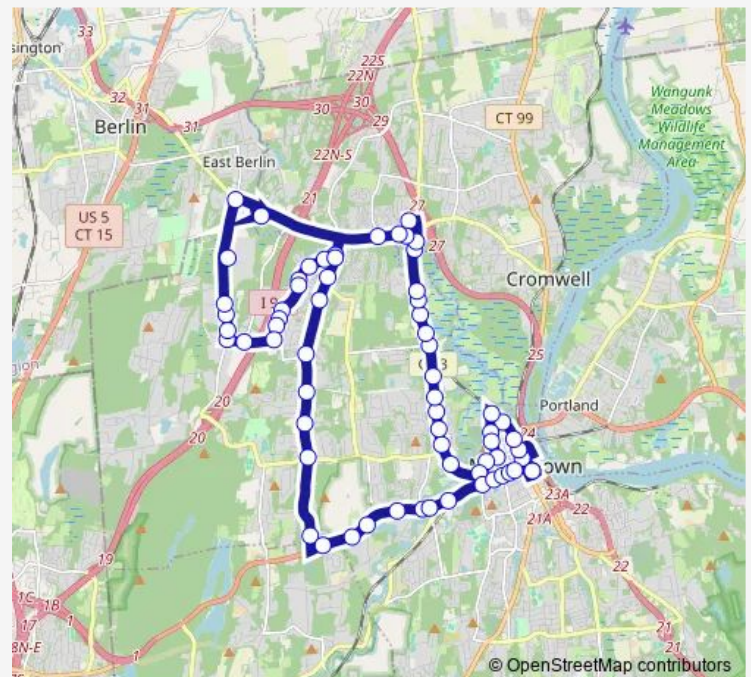 33
22S
22N
32
31
30
30
Berlin
31
29
CT 99
Wangunk
Meadows
Wildlife
Management
Area
East Berlin
22N-S
21
27
US 5
CT 15
27
Cromwell
I 9
25
20
Portland
20
24
23A
22
21A
19
22
1C
1B
17
1
21
21
1
© OpenStreetMap contributors